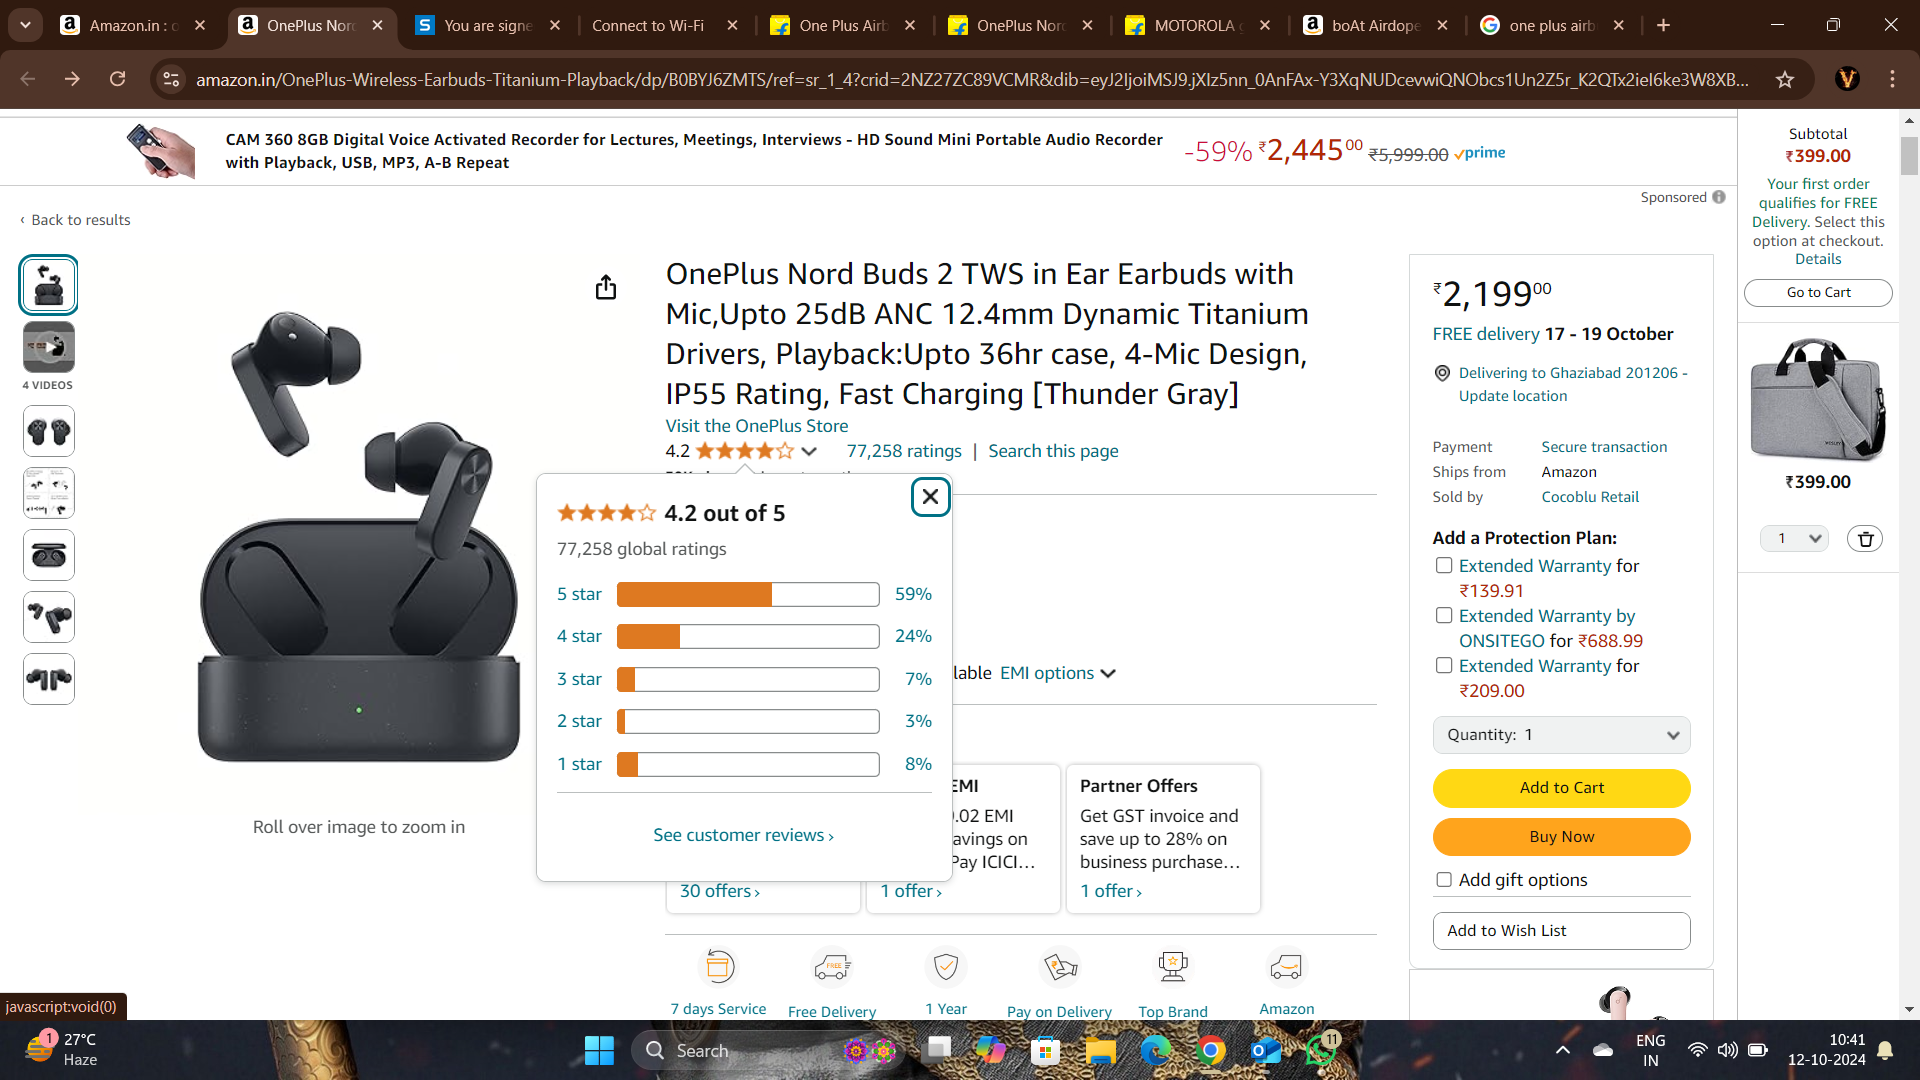 Amazon.in : o
OnePlus Nord
You are signe
Connect to Wi-Fi
One Plus Airb
OnePlus Nord
MOTOROLA g
boAt Airdope
one plus airb
amazon.in/OnePlus-Wireless-Earbuds-Titanium-Playback/dp/B0BYJ6ZMTS/ref=sr_1_4?crid=2NZ27ZC89VCMR&dib=eyJ2IjoiMSJ9.jXIz5nn_0AnFAx-Y3XqNUDcevwiQNObcs1Un2Z5r_K2QTx2ieI6ke3W8XB...
CAM 360 8GB Digital Voice Activated Recorder for Lectures, Meetings, Interviews - HD Sound Mini Portable Audio Recorder
with Playback, USB, MP3, A-B Repeat
-59% ₹2,44500 ₹5,999.00 prime
Sponsored
‹ Back to results
4 VIDEOS
Roll over image to zoom in
OnePlus Nord Buds 2 TWS in Ear Earbuds with
Mic,Upto 25dB ANC 12.4mm Dynamic Titanium
Drivers, Playback:Upto 36hr case, 4-Mic Design,
IP55 Rating, Fast Charging [Thunder Gray]
Visit the OnePlus Store
4.2 77,258 ratings | Search this page
4.2 out of 5
77,258 global ratings
5 star 59%
4 star 24%
3 star 7%
2 star 3%
1 star 8%
See customer reviews ›
lable EMI options
30 offers ›
EMI
0.02 EMI
avings on
Pay ICICI...
1 offer ›
Partner Offers
Get GST invoice and
save up to 28% on
business purchase...
1 offer ›
7 days Service
FREE
Free Delivery
1 Year
Pay on Delivery
Top Brand
Amazon
₹2,19900
FREE delivery 17 - 19 October
Delivering to Ghaziabad 201206 -
Update location
Payment Secure transaction
Ships from Amazon
Sold by Cocoblu Retail
Add a Protection Plan:
Extended Warranty for
₹139.91
Extended Warranty by
ONSITEGO for ₹688.99
Extended Warranty for
₹209.00
Quantity: 1
Add to Cart
Buy Now
Add gift options
Add to Wish List
Subtotal
₹399.00
Your first order
qualifies for FREE
Delivery. Select this
option at checkout.
Details
Go to Cart
₹399.00
1
javascript:void(0)
1
27°C
Haze
Search
11
ENG
IN
10:41
12-10-2024